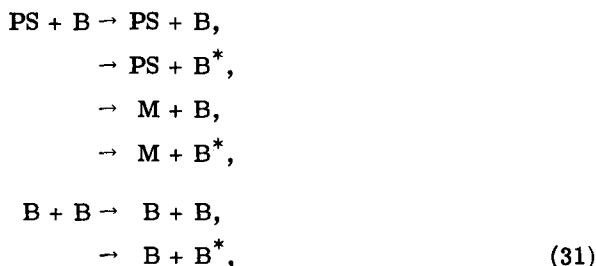 PS + B → PS + B,
→ PS + B*,
→ M + B,
→ M + B*,
B + B → B + B,
→ B + B*, (31)